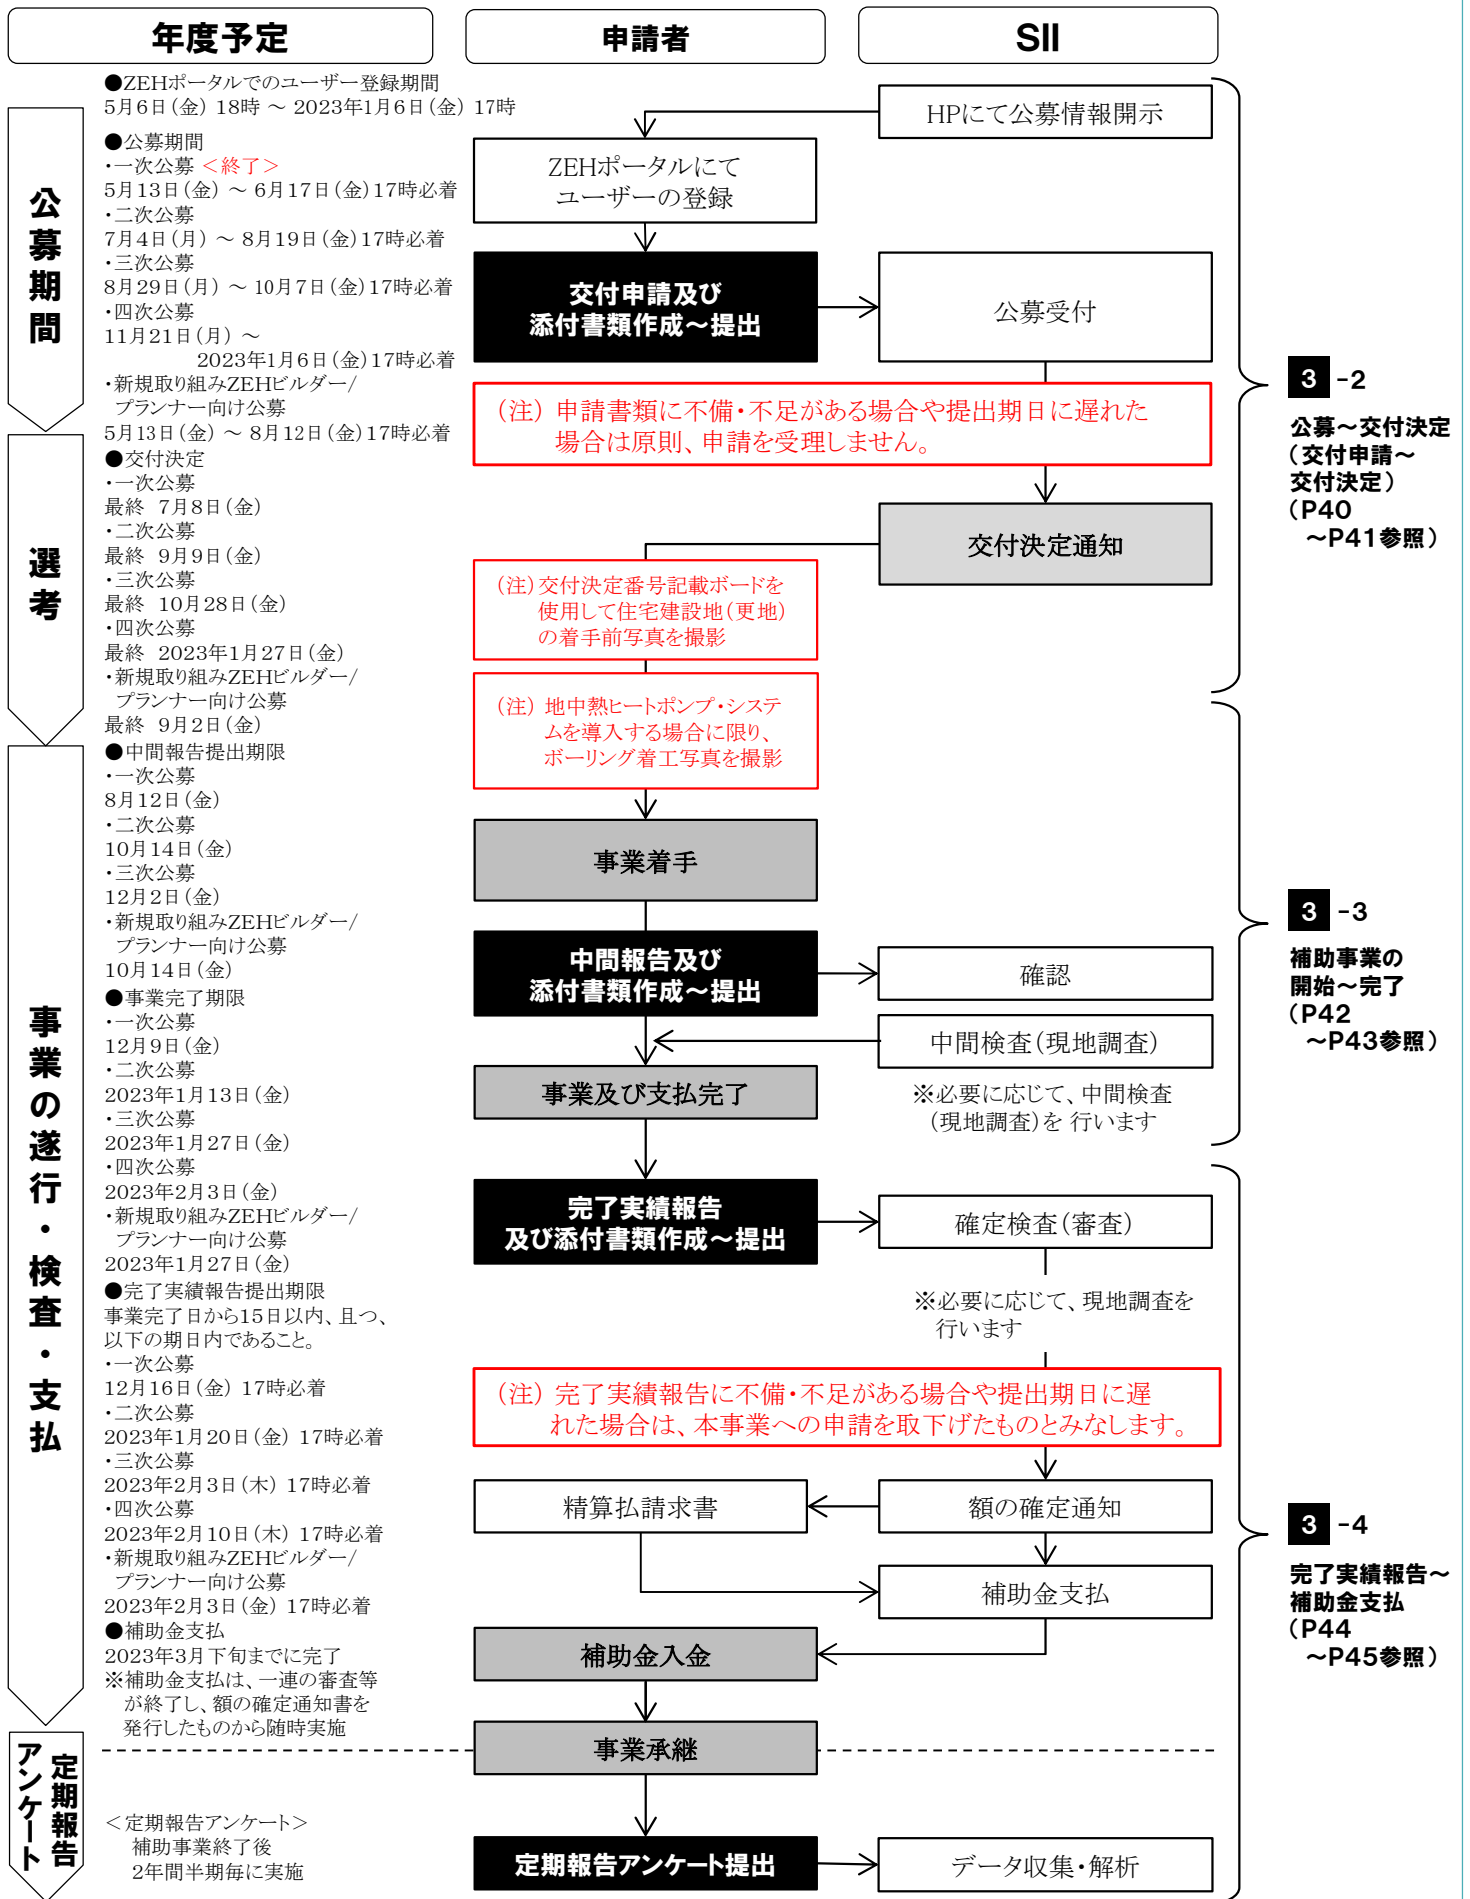 年度予定
申請者
SII
公募期間
選考
事業の遂行・検査・支払
定期報告
アンケート
●ZEHポータルでのユーザー登録期間
5月6日(金) 18時 ～ 2023年1月6日(金) 17時
●公募期間
・一次公募 ＜終了＞
5月13日(金) ～ 6月17日(金)17時必着
・二次公募
7月4日(月) ～ 8月19日(金)17時必着
・三次公募
8月29日(月) ～ 10月7日(金)17時必着
・四次公募
11月21日(月) ～
2023年1月6日(金)17時必着
・新規取り組みZEHビルダー/
プランナー向け公募
5月13日(金) ～ 8月12日(金)17時必着
●交付決定
・一次公募
最終 7月8日(金)
・二次公募
最終 9月9日(金)
・三次公募
最終 10月28日(金)
・四次公募
最終 2023年1月27日(金)
・新規取り組みZEHビルダー/
プランナー向け公募
最終 9月2日(金)
●中間報告提出期限
・一次公募
8月12日(金)
・二次公募
10月14日(金)
・三次公募
12月2日(金)
・新規取り組みZEHビルダー/
プランナー向け公募
10月14日(金)
●事業完了期限
・一次公募
12月9日(金)
・二次公募
2023年1月13日(金)
・三次公募
2023年1月27日(金)
・四次公募
2023年2月3日(金)
・新規取り組みZEHビルダー/
プランナー向け公募
2023年1月27日(金)
●完了実績報告提出期限
事業完了日から15日以内、且つ、
以下の期日内であること。
・一次公募
12月16日(金) 17時必着
・二次公募
2023年1月20日(金) 17時必着
・三次公募
2023年2月3日(木) 17時必着
・四次公募
2023年2月10日(木) 17時必着
・新規取り組みZEHビルダー/
プランナー向け公募
2023年2月3日(金) 17時必着
●補助金支払
2023年3月下旬までに完了
※補助金支払は、一連の審査等
が終了し、額の確定通知書を
発行したものから随時実施
＜定期報告アンケート＞
補助事業終了後
2年間半期毎に実施
HPにて公募情報開示
ZEHポータルにて
ユーザーの登録
交付申請及び
添付書類作成～提出
公募受付
(注) 申請書類に不備・不足がある場合や提出期日に遅れた
場合は原則、申請を受理しません。
交付決定通知
(注)交付決定番号記載ボードを
使用して住宅建設地(更地)
の着手前写真を撮影
(注) 地中熱ヒートポンプ・システ
ムを導入する場合に限り、
ボーリング着工写真を撮影
事業着手
中間報告及び
添付書類作成～提出
確認
中間検査(現地調査)
事業及び支払完了
※必要に応じて、中間検査
(現地調査)を 行います
完了実績報告
及び添付書類作成～提出
確定検査(審査)
※必要に応じて、現地調査を
行います
(注) 完了実績報告に不備・不足がある場合や提出期日に遅
れた場合は、本事業への申請を取下げたものとみなします。
精算払請求書
額の確定通知
補助金支払
補助金入金
事業承継
定期報告アンケート提出
データ収集・解析
3 -2
公募～交付決定
(交付申請～
交付決定)
(P40
～P41参照)
3 -3
補助事業の
開始～完了
(P42
～P43参照)
3 -4
完了実績報告～
補助金支払
(P44
～P45参照)